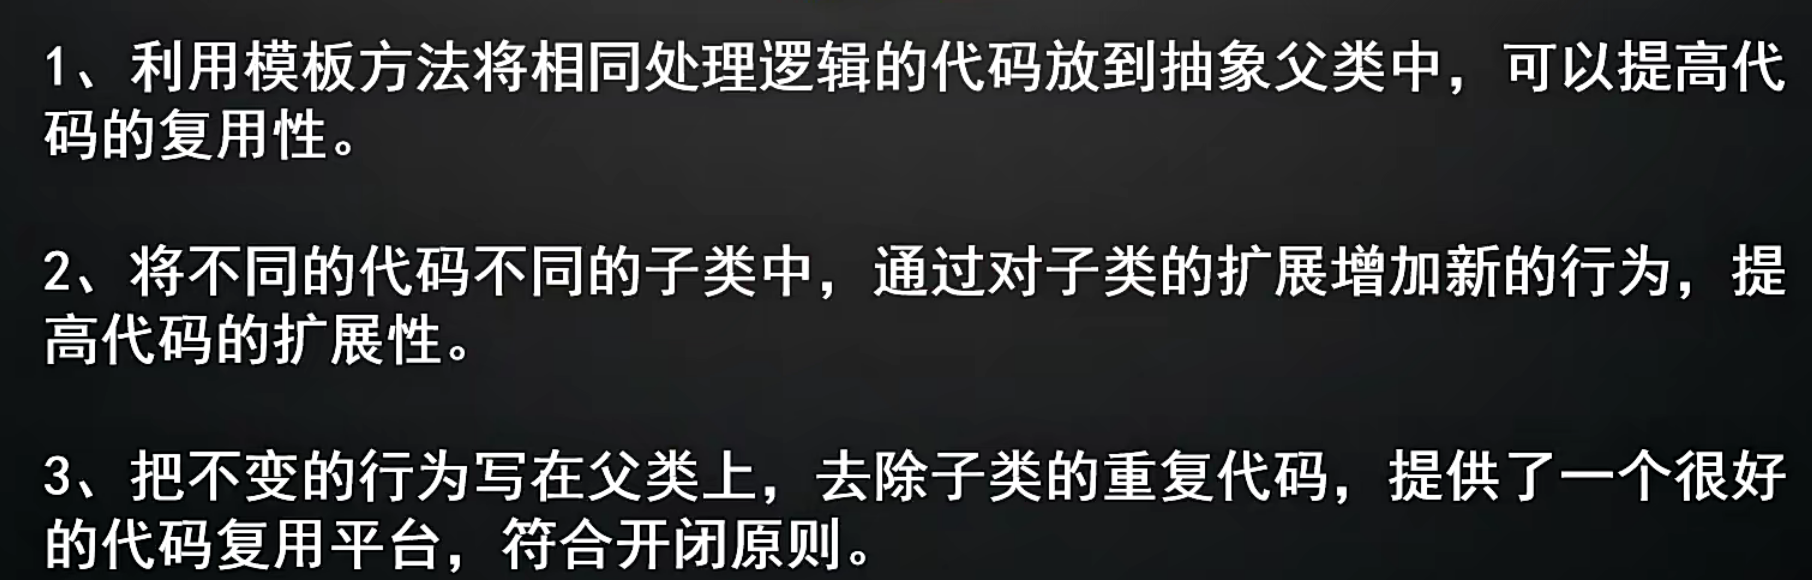 1、利用模板方法将相同处理逻辑的代码放到抽象父类中，可以提高代
码的复用性。
2、将不同的代码不同的子类中，通过对子类的扩展增加新的行为，提
高代码的扩展性。
3、把不变的行为写在父类上，去除子类的重复代码，提供了一个很好
的代码复用平台，符合开闭原则。